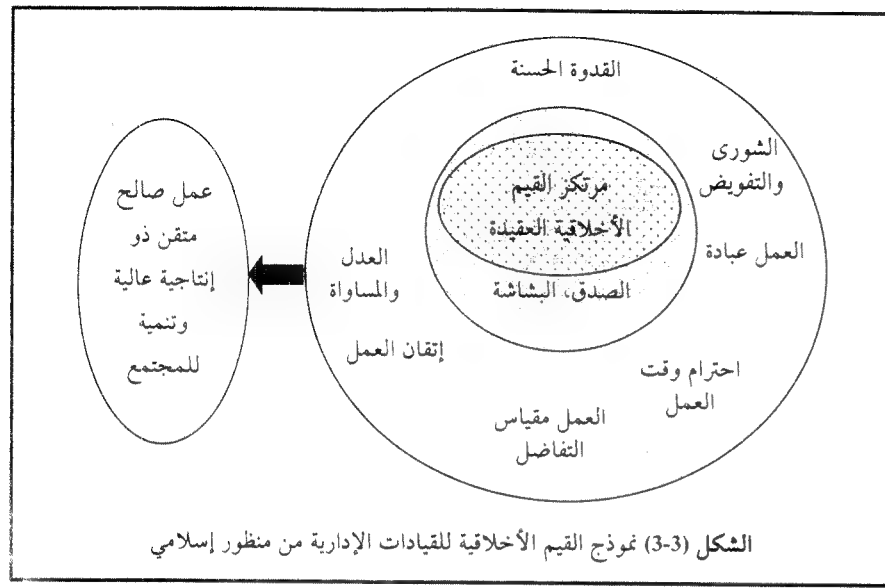 القدوة الحسنة
الشورى
والتفويض
العمل عبادة
احترام وقت
العمل
العمل مقياس
التفاضل
إتقان العمل
العدل
والمساواة
مرتكز القيم
الأخلاقية العقيدة
الصدق، البشاشة
عمل صالح
متقن ذو
إنتاجية عالية
وتنمية
للمجتمع
الشكل (3-3) نموذج القيم الأخلاقية للقيادات الإدارية من منظور إسلامي